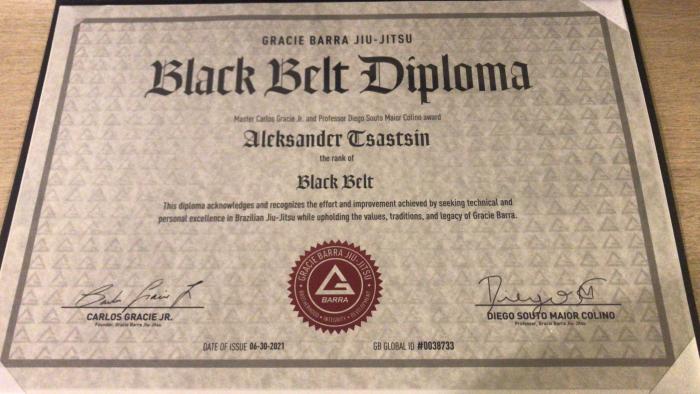 GRACIE BARRA JIU-JITSU
Black Belt Diploma
Master Carlos Gracie Jr. and Professor Diego Souto Maior Colino award
Aleksander Tsastsin
the rank of
Black Belt
This diploma acknowledges and recognizes the effort and improvement achieved by seeking technical and
personal excellence in Brazilian Jiu-Jitsu while upholding the values, traditions, and legacy of Gracie Barra.
GRACIE BARRA JIU-JITSU
BARRA
INTEGRITY
CARLOS GRACIE JR.
Founder, Gracie Barra Jiu-Jitsu
DIEGO SOUTO MAIOR COLINO
Professor, Gracie Barra Jiu-Jitsu
DATE OF ISSUE 06-30-2021
GB GLOBAL ID #0038733